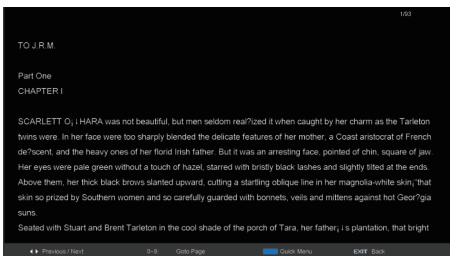 1/93
TO J.R.M.
Part One
CHAPTER I
SCARLETT O¡ ¡ HARA was not beautiful, but men seldom real?ized it when caught by her charm as the Tarleton
twins were. In her face were too sharply blended the delicate features of her mother, a Coast aristocrat of French
de?scent, and the heavy ones of her florid Irish father. But it was an arresting face, pointed of chin, square of jaw.
Her eyes were pale green without a touch of hazel, starred with bristly black lashes and slightly tilted at the ends.
Above them, her thick black brows slanted upward, cutting a startling oblique line in her magnolia-white skin¡ªthat
skin so prized by Southern women and so carefully guarded with bonnets, veils and mittens against hot Geor?gia
suns.
Seated with Stuart and Brent Tarleton in the cool shade of the porch of Tara, her father¡ ¡ s plantation, that bright
Previous / Next 0~9 Goto Page Quick Menu EXIT Back